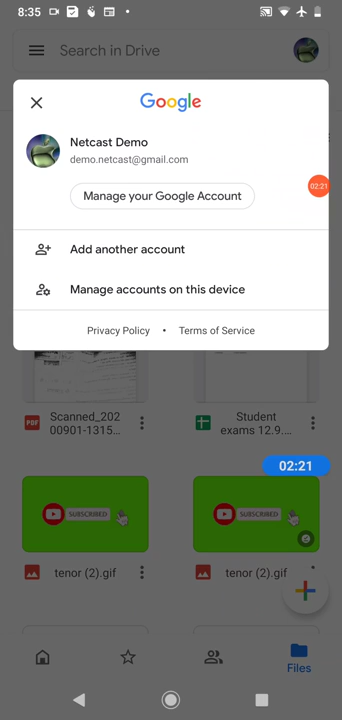 8:35
Search in Drive
Google
Netcast Demo
demo.netcast@gmail.com
Manage your Google Account
02:21
Add another account
Manage accounts on this device
Privacy Policy • Terms of Service
Scanned_202
00901-1315...
Student
exams 12.9....
02:21
SUBSCRIBED
SUBSCRIBED
tenor (2).gif
tenor (2).gif
Files